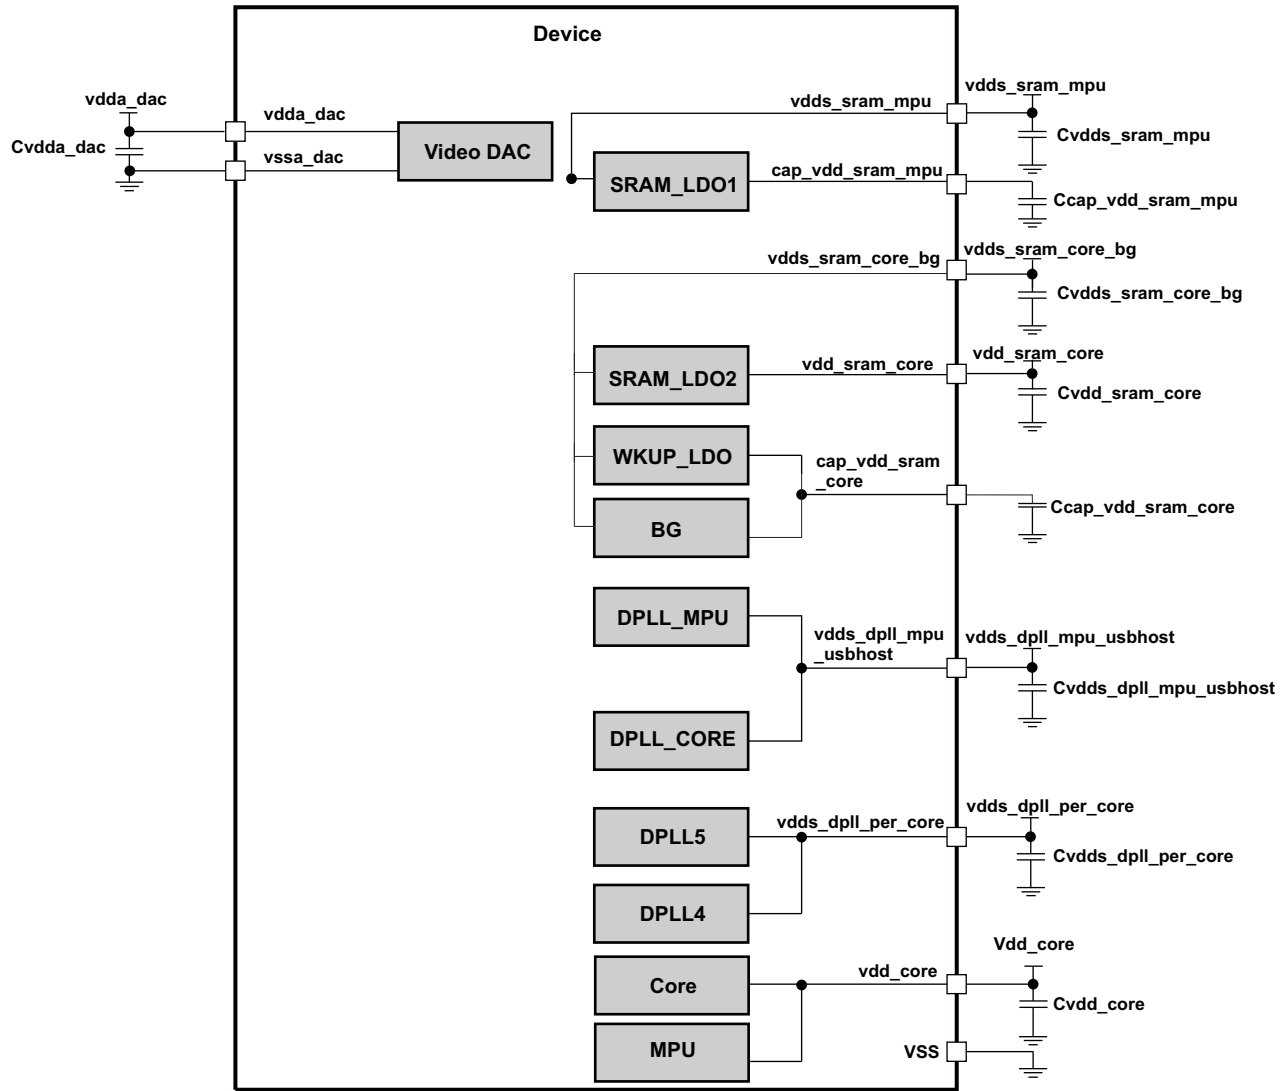 Device
vdda_dac
vdda_dac
Cvdda_dac
vssa_dac
Video DAC
vdds_sram_mpu
vdds_sram_mpu
Cvdds_sram_mpu
SRAM_LDO1
cap_vdd_sram_mpu
Ccap_vdd_sram_mpu
vdds_sram_core_bg
vdds_sram_core_bg
Cvdds_sram_core_bg
SRAM_LDO2
vdd_sram_core
vdd_sram_core
Cvdd_sram_core
WKUP_LDO
cap_vdd_sram
_core
Ccap_vdd_sram_core
BG
DPLL_MPU
vdds_dpll_mpu
_usbhost
vdds_dpll_mpu_usbhost
Cvdds_dpll_mpu_usbhost
DPLL_CORE
DPLL5
vdds_dpll_per_core
vdds_dpll_per_core
Cvdds_dpll_per_core
DPLL4
Core
vdd_core
Vdd_core
Cvdd_core
MPU
VSS